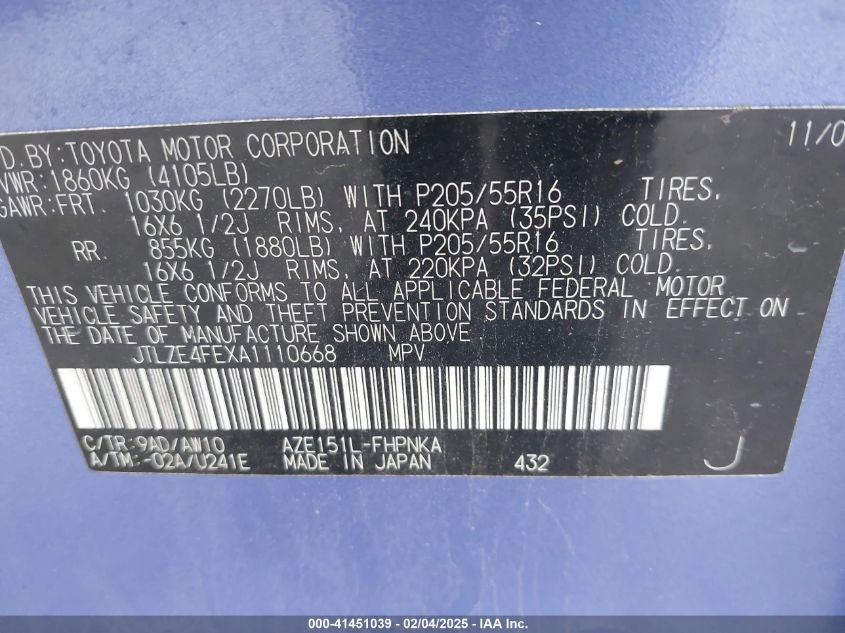 D. BY: TOYOTA MOTOR CORPORATION 11/0
VWR: 1860KG (4105LB)
GAWR: FRT. 1030KG (2270LB) WITH P205/55R16 TIRES,
16X6 1/2J RIMS, AT 240KPA (35PSI) COLD.
RR. 855KG (1880LB) WITH P205/55R16 TIRES,
16X6 1/2J RIMS, AT 220KPA (32PSI) COLD.
THIS VEHICLE CONFORMS TO ALL APPLICABLE FEDERAL MOTOR
VEHICLE SAFETY AND THEFT PREVENTION STANDARDS IN EFFECT ON
THE DATE OF MANUFACTURE SHOWN ABOVE.
JTLZE4FEXA1110668 MPV
C/TR: 9AD/AW10 AZE151L-FHPNKA
A/TM: -02A/U241E MADE IN JAPAN 432 J
000-41451039 - 02/04/2025 - IAA Inc.